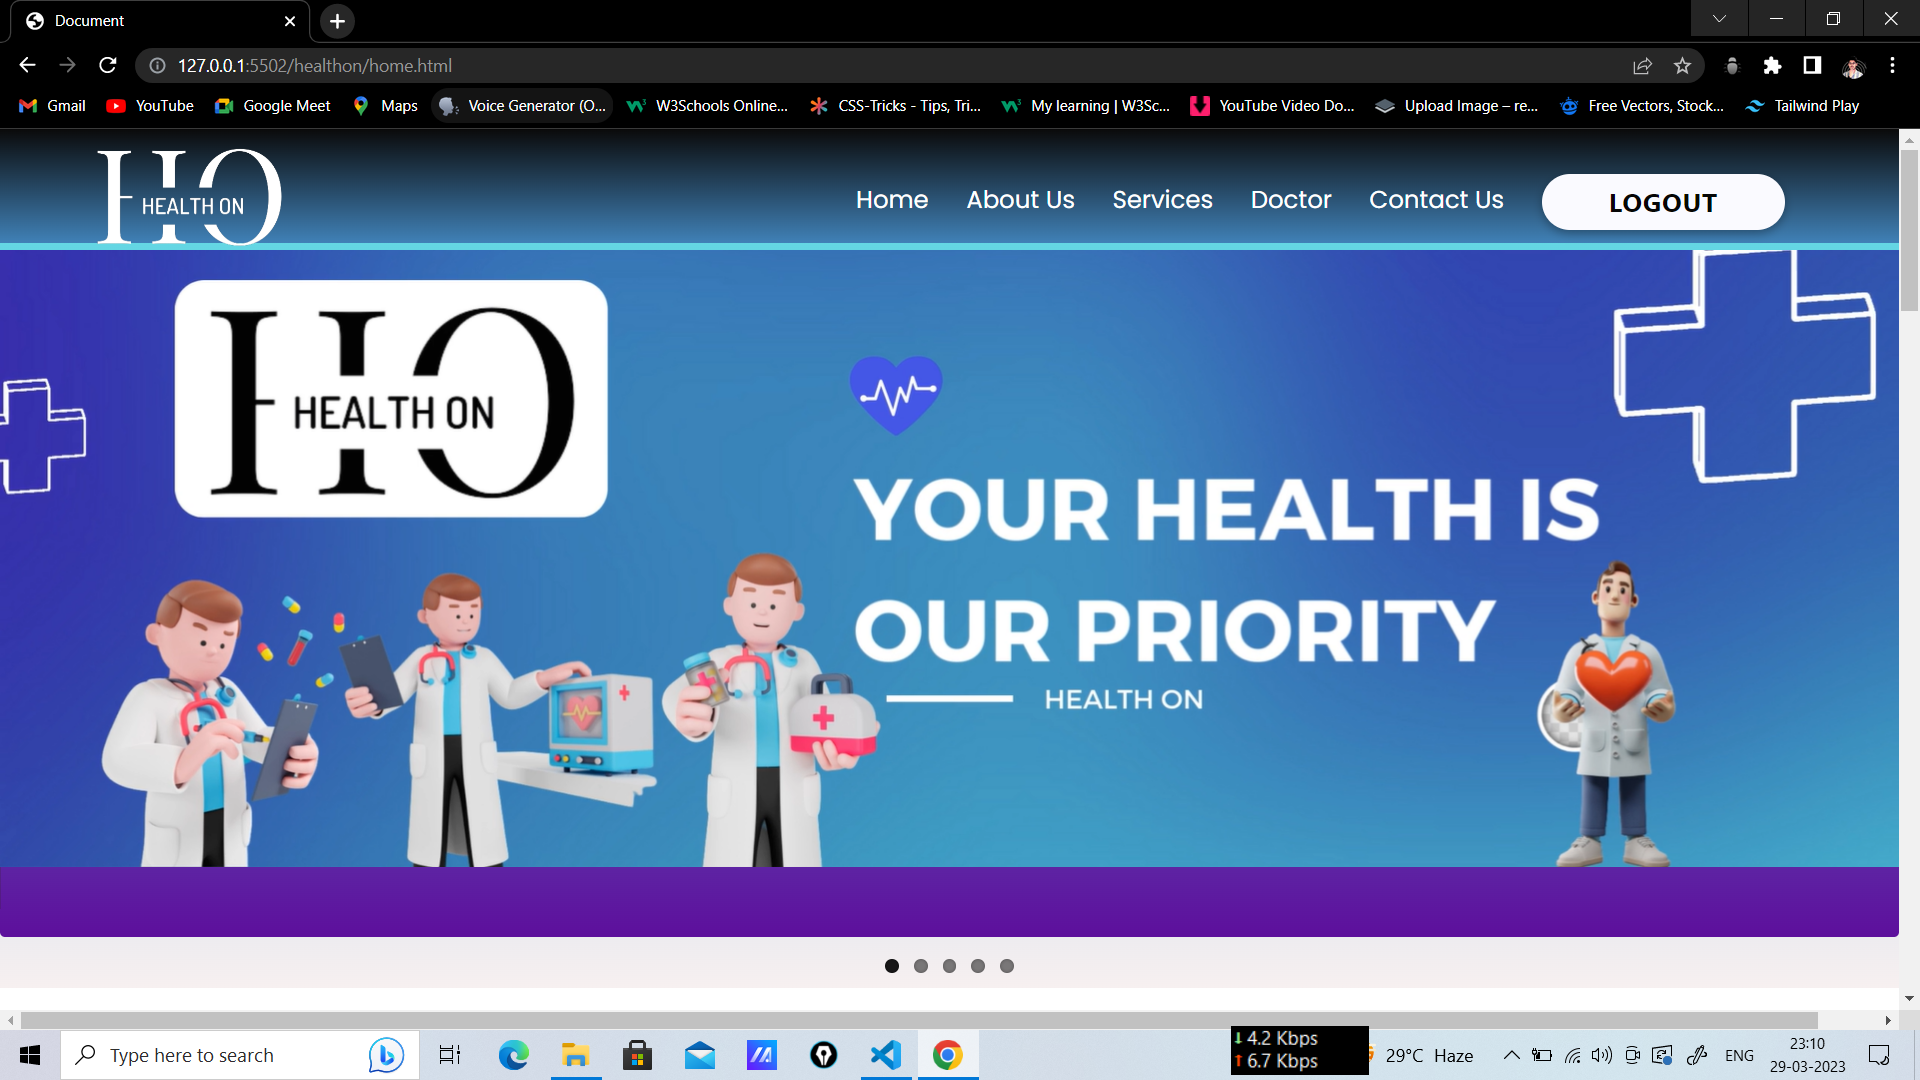 Document
127.0.0.1:5502/healthon/home.html
Gmail YouTube Google Meet Maps Voice Generator (O... W3Schools Online... CSS-Tricks - Tips, Tri... My learning | W3Sc... YouTube Video Do... Upload Image – re... Free Vectors, Stock... Tailwind Play
HO
HEALTH ON
Home About Us Services Doctor Contact Us LOGOUT
HO
HEALTH ON
YOUR HEALTH IS
OUR PRIORITY
HEALTH ON
Type here to search
4.2 Kbps
6.7 Kbps
29°C Haze
ENG
23:10
29-03-2023